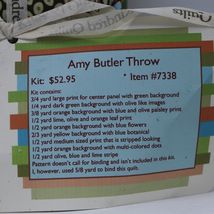 Hundred Quilts
Amy Butler Throw
Kit: $52.95 * Item #7338
3/4 yard large print for center panel with green background
1/4 yard dark green background with olive like images
3/8 yard orange background with blue and olive paisley print
1/2 yard lime, olive and orange leaf print
1/2 yard orange background with blue flowers
2/3 yard yellow background with blue botanical
1/2 yard medium sized print that is stripped looking
1/2 yard orange background with multi-colored dots
1/2 yard olive, blue and lime stripe
Pattern doesn't call for binding and isn't included in this kit.
I, however, used 5/8 yard to bind this quilt.